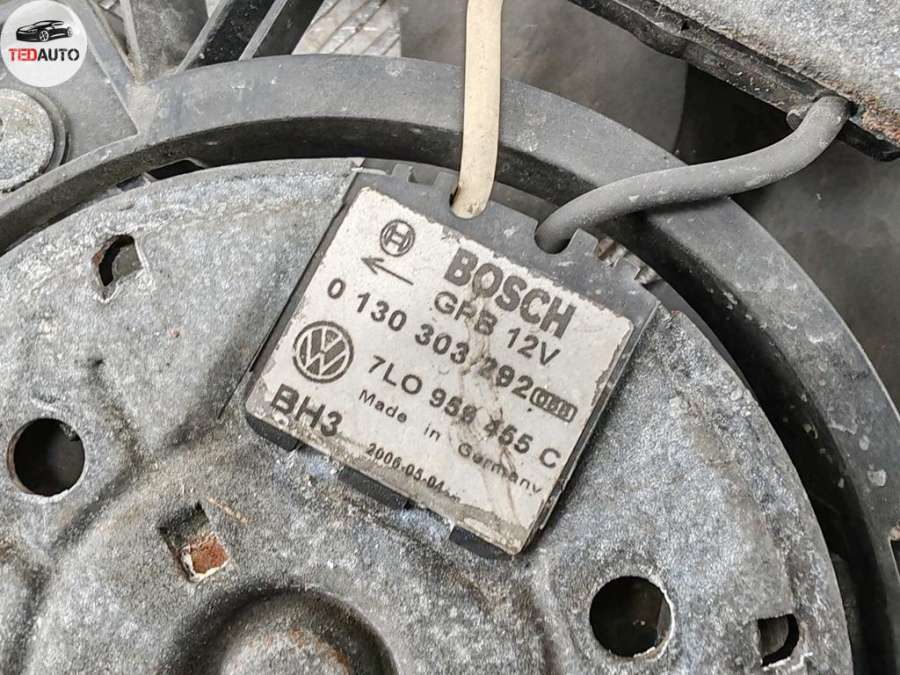 TEDAUTO
BOSCH
GPB 12V
0 130 303 292
7L0 959 455 C
BH3
Made in Germany
2006-05-04